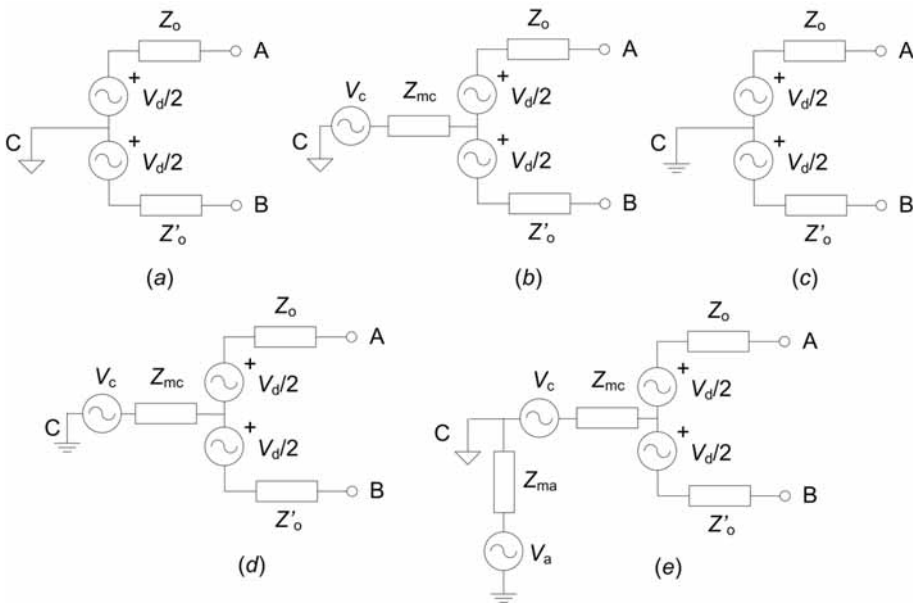 Zo
A
+
Vd/2
C
+
Vd/2
B
Z'o
(a)
Zo
A
+
Vc
Zmc
Vd/2
C
+
Vd/2
B
Z'o
(b)
Zo
A
+
Vd/2
C
+
Vd/2
B
Z'o
(c)
Zo
A
+
Vc
Zmc
Vd/2
C
+
Vd/2
B
Z'o
(d)
Zo
A
+
Vc
Zmc
Vd/2
C
+
Vd/2
Zma
B
Z'o
Va
(e)